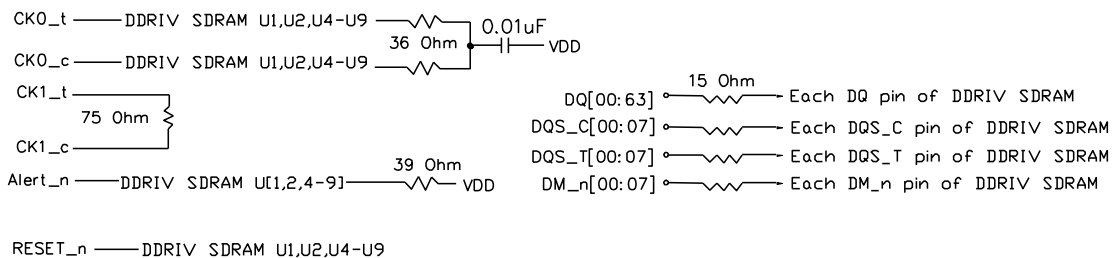 CK0_t DDRIV SDRAM U1,U2,U4-U9
0.01uF
36 Ohm
VDD
CK0_c DDRIV SDRAM U1,U2,U4-U9
CK1_t
75 Ohm
CK1_c
Alert_n DDRIV SDRAM U[1,2,4-9] 39 Ohm VDD
RESET_n DDRIV SDRAM U1,U2,U4-U9
15 Ohm
DQ[00:63] Each DQ pin of DDRIV SDRAM
DQS_C[00:07] Each DQS_C pin of DDRIV SDRAM
DQS_T[00:07] Each DQS_T pin of DDRIV SDRAM
DM_n[00:07] Each DM_n pin of DDRIV SDRAM